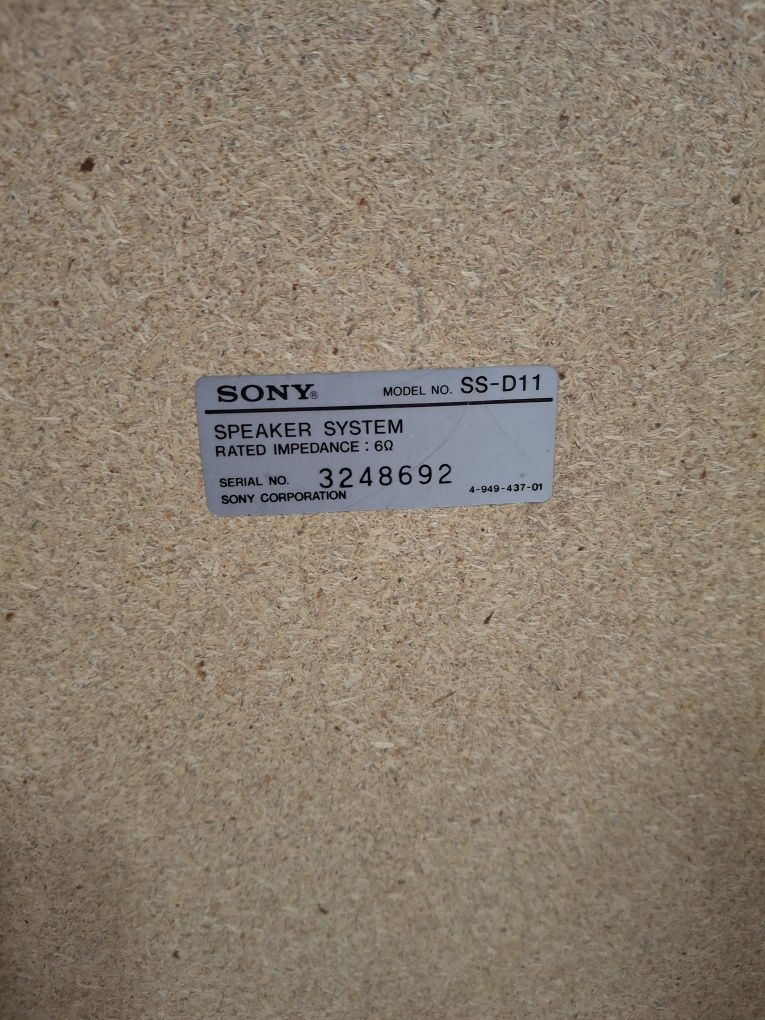 SONY® MODEL NO. SS-D11
SPEAKER SYSTEM
RATED IMPEDANCE : 6Ω
SERIAL NO. 3248692
SONY CORPORATION 4-949-437-01